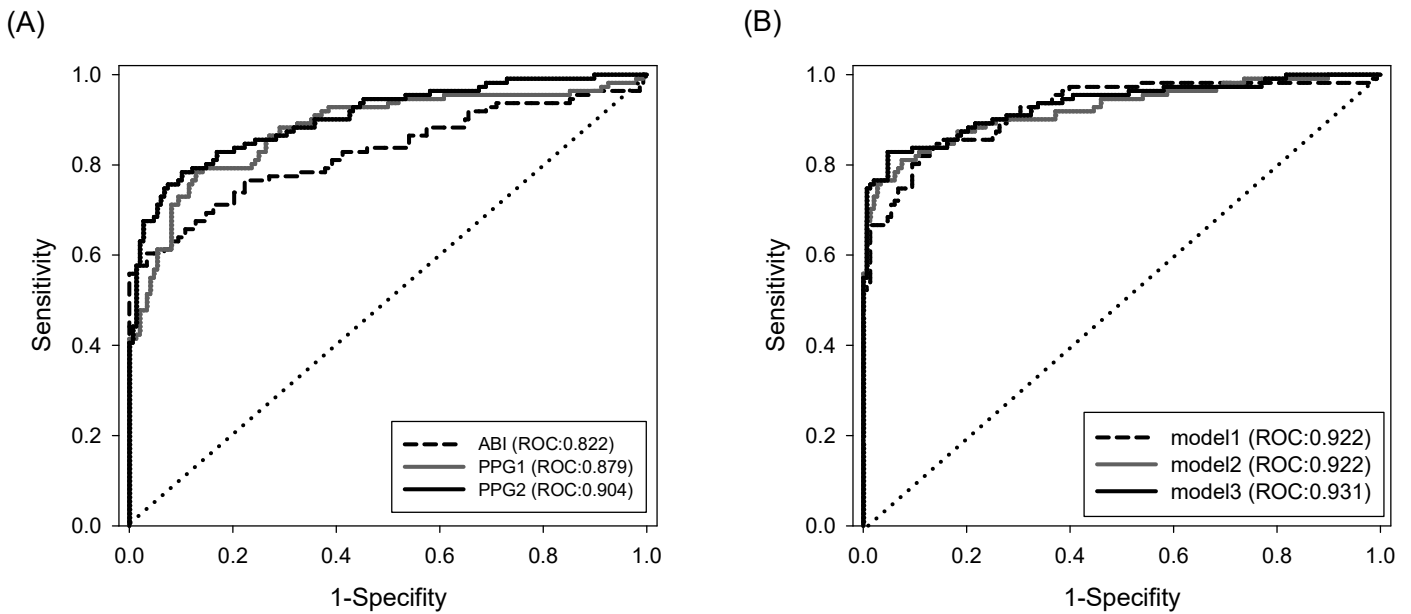 (A)
1.0
0.8
0.6
0.4
0.2
0.0
Sensitivity
0.0 0.2 0.4 0.6 0.8 1.0
1-Specifity
ABI (ROC:0.822)
PPG1 (ROC:0.879)
PPG2 (ROC:0.904)
(B)
1.0
0.8
0.6
0.4
0.2
0.0
Sensitivity
0.0 0.2 0.4 0.6 0.8 1.0
1-Specifity
model1 (ROC:0.922)
model2 (ROC:0.922)
model3 (ROC:0.931)